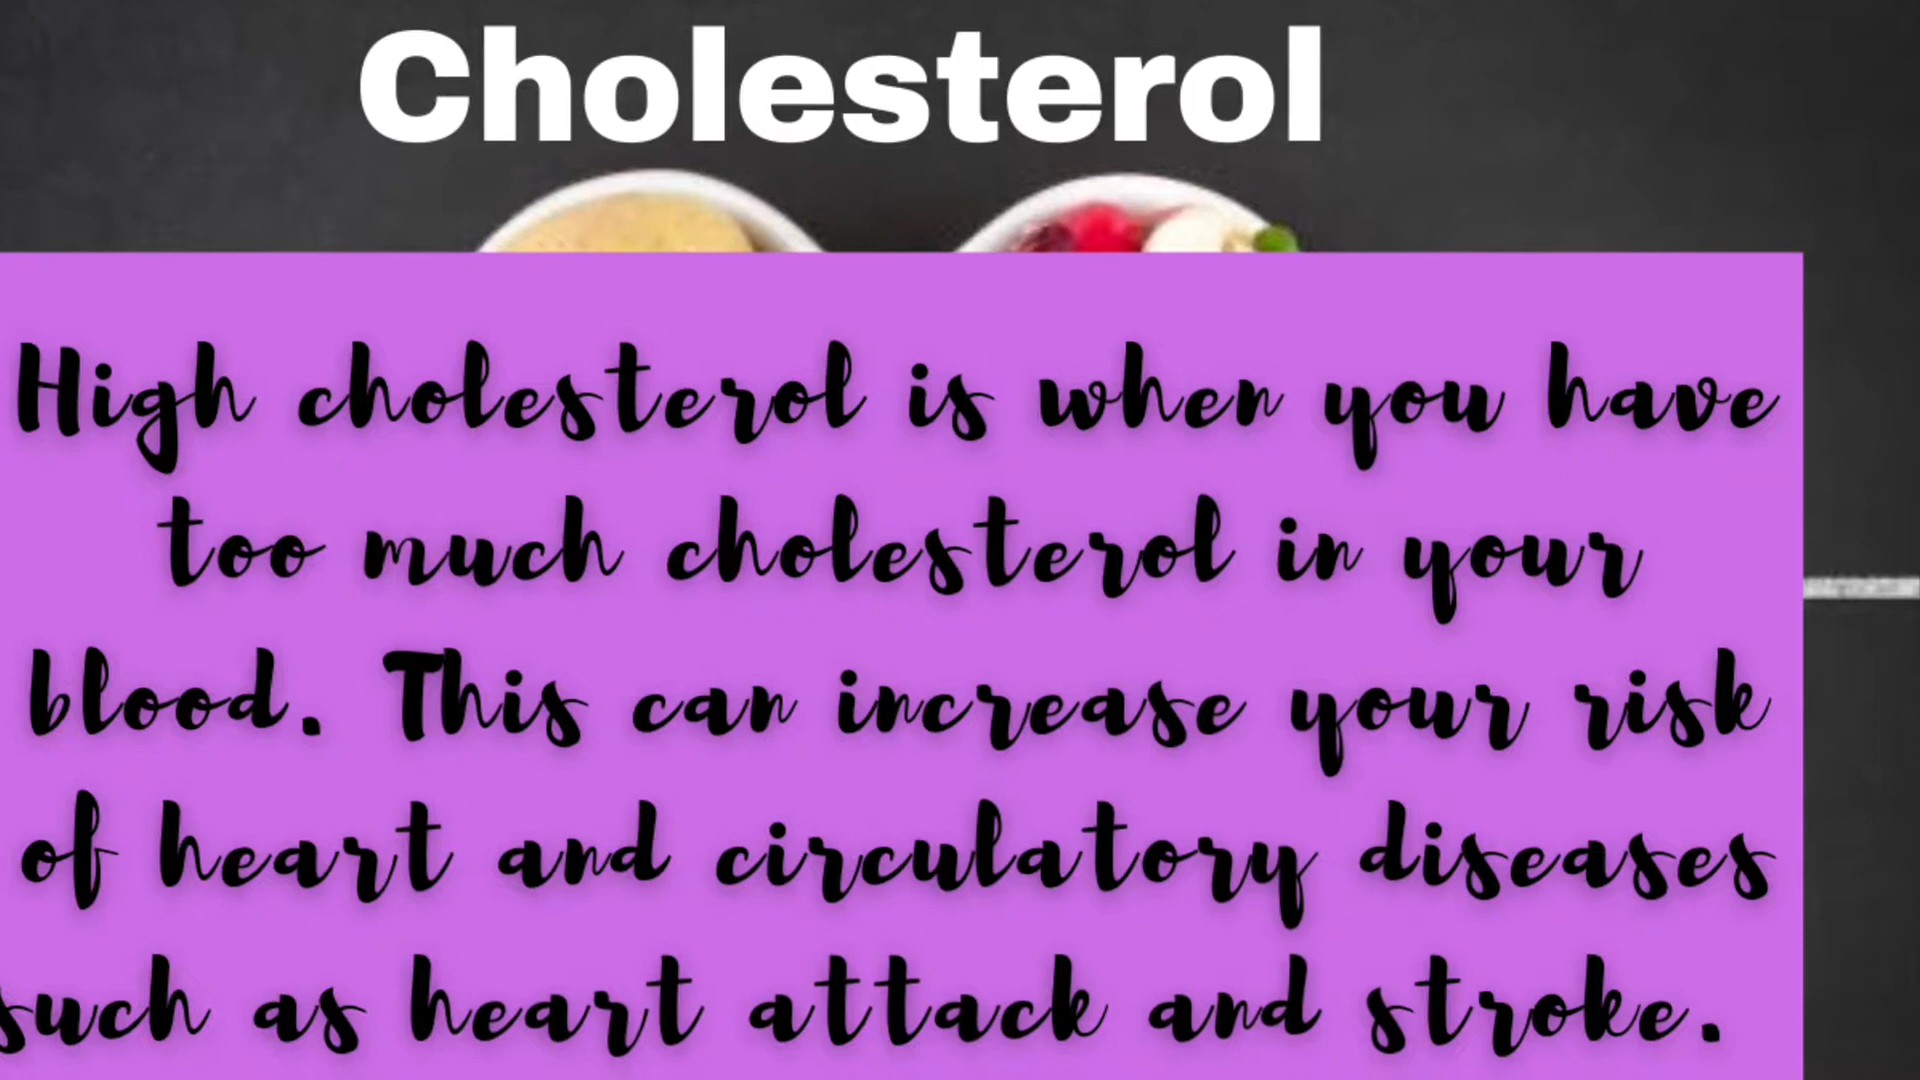 Cholesterol
High cholesterol is when you have
too much cholesterol in your
blood. This can increase your risk
of heart and circulatory diseases
such as heart attack and stroke.